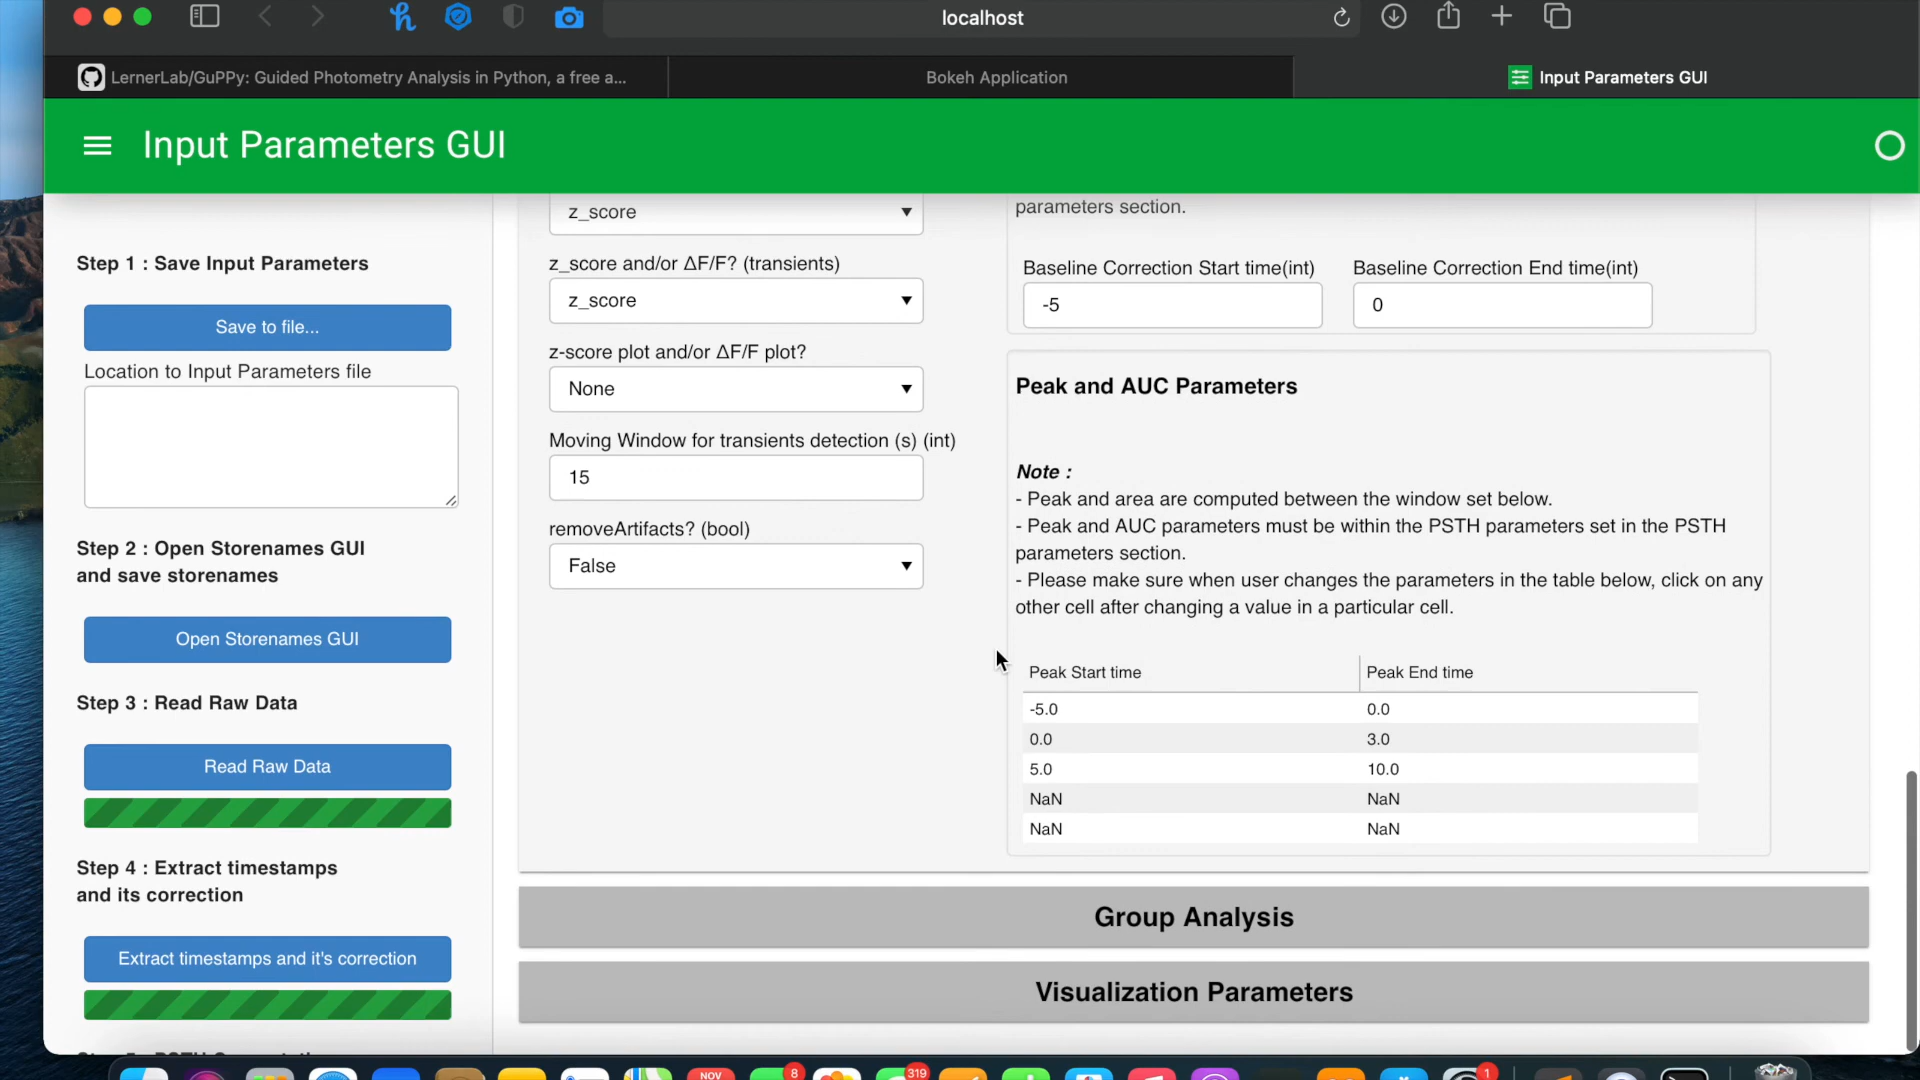 localhost
LernerLab/GuPPy: Guided Photometry Analysis in Python, a free a...
Bokeh Application
Input Parameters GUI
Input Parameters GUI
Step 1 : Save Input Parameters
Save to file...
Location to Input Parameters file
Step 2 : Open Storenames GUI
and save storenames
Open Storenames GUI
Step 3 : Read Raw Data
Read Raw Data
Step 4 : Extract timestamps
and its correction
Extract timestamps and it's correction
z_score
z_score and/or ΔF/F? (transients)
z_score
z-score plot and/or ΔF/F plot?
None
Moving Window for transients detection (s) (int)
15
removeArtifacts? (bool)
False
parameters section.
Baseline Correction Start time(int)
Baseline Correction End time(int)
-5
0
Peak and AUC Parameters
Note :
- Peak and area are computed between the window set below.
- Peak and AUC parameters must be within the PSTH parameters set in the PSTH
parameters section.
- Please make sure when user changes the parameters in the table below, click on any
other cell after changing a value in a particular cell.
Peak Start time
Peak End time
-5.0
0.0
0.0
3.0
5.0
10.0
NaN
NaN
NaN
NaN
Group Analysis
Visualization Parameters
NOV
8
319
1